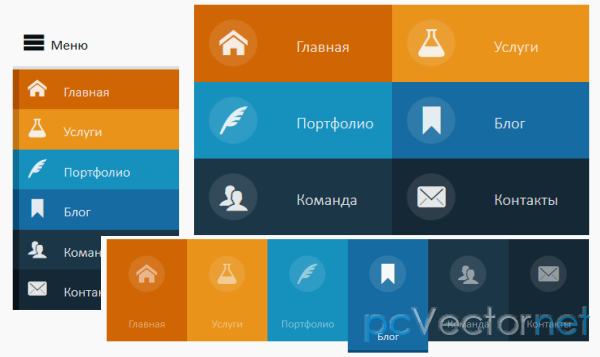 Меню
Главная
Услуги
Портфолио
Блог
Коман
Конта
Главная
Услуги
Портфолио
Блог
Команда
Контакты
Главная
Услуги
Портфолио
Блог
Команда
Контакты
pcVector.net